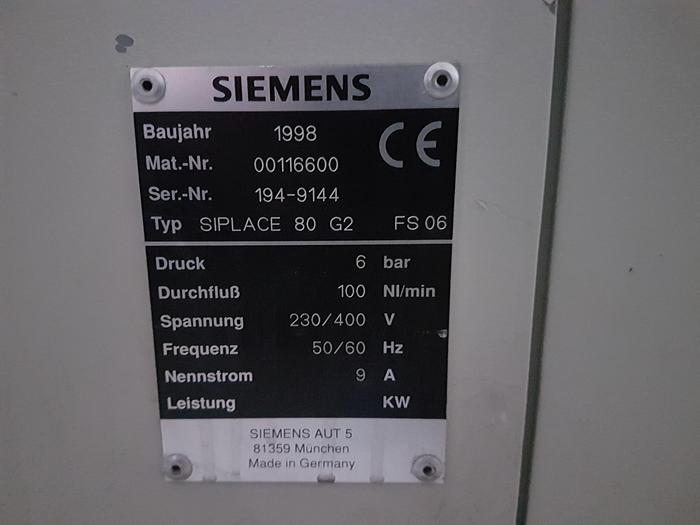 SIEMENS
Baujahr 1998 CE
Mat.-Nr. 00116600
Ser.-Nr. 194-9144
Typ SIPLACE 80 G2 FS 06
Druck 6 bar
Durchfluß 100 Nl/min
Spannung 230/400 V
Frequenz 50/60 Hz
Nennstrom 9 A
Leistung KW
SIEMENS AUT 5
81359 München
Made in Germany